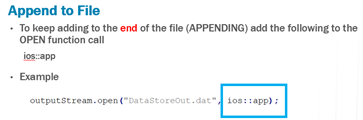 Append to File
• To keep adding to the end of the file (APPENDING) add the following to the
OPEN function call
ios::app
• Example
outputStream.open("DataStoreOut.dat", ios::app);